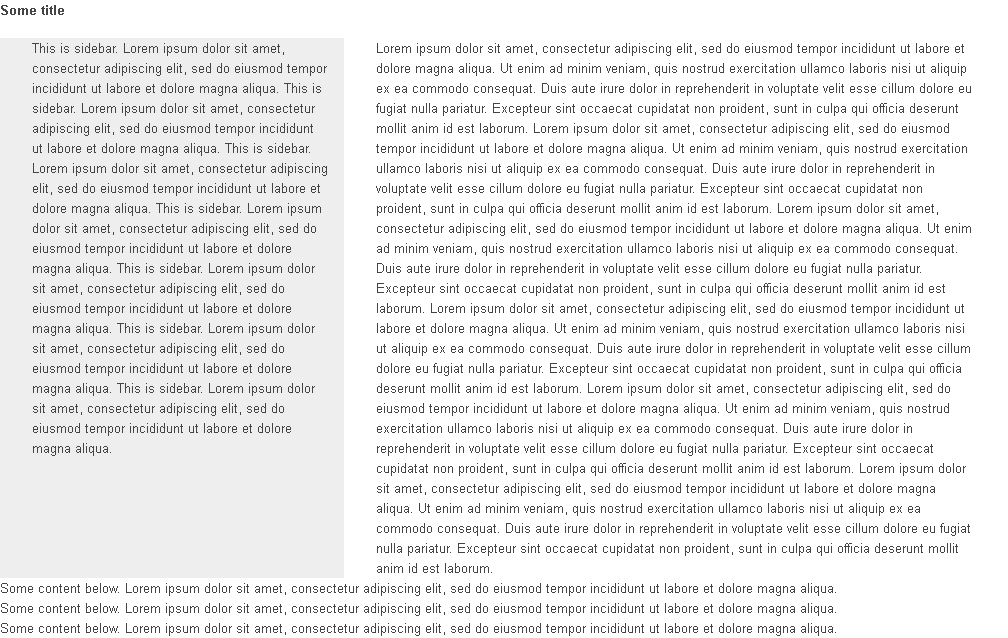 Some title
This is sidebar. Lorem ipsum dolor sit amet,
consectetur adipiscing elit, sed do eiusmod tempor
incididunt ut labore et dolore magna aliqua. This is
sidebar. Lorem ipsum dolor sit amet, consectetur
adipiscing elit, sed do eiusmod tempor incididunt
ut labore et dolore magna aliqua. This is sidebar.
Lorem ipsum dolor sit amet, consectetur adipiscing
elit, sed do eiusmod tempor incididunt ut labore et
dolore magna aliqua. This is sidebar. Lorem ipsum
dolor sit amet, consectetur adipiscing elit, sed do
eiusmod tempor incididunt ut labore et dolore
magna aliqua. This is sidebar. Lorem ipsum dolor
sit amet, consectetur adipiscing elit, sed do
eiusmod tempor incididunt ut labore et dolore
magna aliqua. This is sidebar. Lorem ipsum dolor
sit amet, consectetur adipiscing elit, sed do
eiusmod tempor incididunt ut labore et dolore
magna aliqua. This is sidebar. Lorem ipsum dolor
sit amet, consectetur adipiscing elit, sed do
eiusmod tempor incididunt ut labore et dolore
magna aliqua.
Lorem ipsum dolor sit amet, consectetur adipiscing elit, sed do eiusmod tempor incididunt ut labore et
dolore magna aliqua. Ut enim ad minim veniam, quis nostrud exercitation ullamco laboris nisi ut aliquip
ex ea commodo consequat. Duis aute irure dolor in reprehenderit in voluptate velit esse cillum dolore eu
fugiat nulla pariatur. Excepteur sint occaecat cupidatat non proident, sunt in culpa qui officia deserunt
mollit anim id est laborum. Lorem ipsum dolor sit amet, consectetur adipiscing elit, sed do eiusmod
tempor incididunt ut labore et dolore magna aliqua. Ut enim ad minim veniam, quis nostrud exercitation
ullamco laboris nisi ut aliquip ex ea commodo consequat. Duis aute irure dolor in reprehenderit in
voluptate velit esse cillum dolore eu fugiat nulla pariatur. Excepteur sint occaecat cupidatat non
proident, sunt in culpa qui officia deserunt mollit anim id est laborum. Lorem ipsum dolor sit amet,
consectetur adipiscing elit, sed do eiusmod tempor incididunt ut labore et dolore magna aliqua. Ut enim
ad minim veniam, quis nostrud exercitation ullamco laboris nisi ut aliquip ex ea commodo consequat.
Duis aute irure dolor in reprehenderit in voluptate velit esse cillum dolore eu fugiat nulla pariatur.
Excepteur sint occaecat cupidatat non proident, sunt in culpa qui officia deserunt mollit anim id est
laborum. Lorem ipsum dolor sit amet, consectetur adipiscing elit, sed do eiusmod tempor incididunt ut
labore et dolore magna aliqua. Ut enim ad minim veniam, quis nostrud exercitation ullamco laboris nisi
ut aliquip ex ea commodo consequat. Duis aute irure dolor in reprehenderit in voluptate velit esse cillum
dolore eu fugiat nulla pariatur. Excepteur sint occaecat cupidatat non proident, sunt in culpa qui officia
deserunt mollit anim id est laborum. Lorem ipsum dolor sit amet, consectetur adipiscing elit, sed do
eiusmod tempor incididunt ut labore et dolore magna aliqua. Ut enim ad minim veniam, quis nostrud
exercitation ullamco laboris nisi ut aliquip ex ea commodo consequat. Duis aute irure dolor in
reprehenderit in voluptate velit esse cillum dolore eu fugiat nulla pariatur. Excepteur sint occaecat
cupidatat non proident, sunt in culpa qui officia deserunt mollit anim id est laborum. Lorem ipsum dolor
sit amet, consectetur adipiscing elit, sed do eiusmod tempor incididunt ut labore et dolore magna
aliqua. Ut enim ad minim veniam, quis nostrud exercitation ullamco laboris nisi ut aliquip ex ea
commodo consequat. Duis aute irure dolor in reprehenderit in voluptate velit esse cillum dolore eu fugiat
nulla pariatur. Excepteur sint occaecat cupidatat non proident, sunt in culpa qui officia deserunt mollit
anim id est laborum.
Some content below. Lorem ipsum dolor sit amet, consectetur adipiscing elit, sed do eiusmod tempor incididunt ut labore et dolore magna aliqua.
Some content below. Lorem ipsum dolor sit amet, consectetur adipiscing elit, sed do eiusmod tempor incididunt ut labore et dolore magna aliqua.
Some content below. Lorem ipsum dolor sit amet, consectetur adipiscing elit, sed do eiusmod tempor incididunt ut labore et dolore magna aliqua.